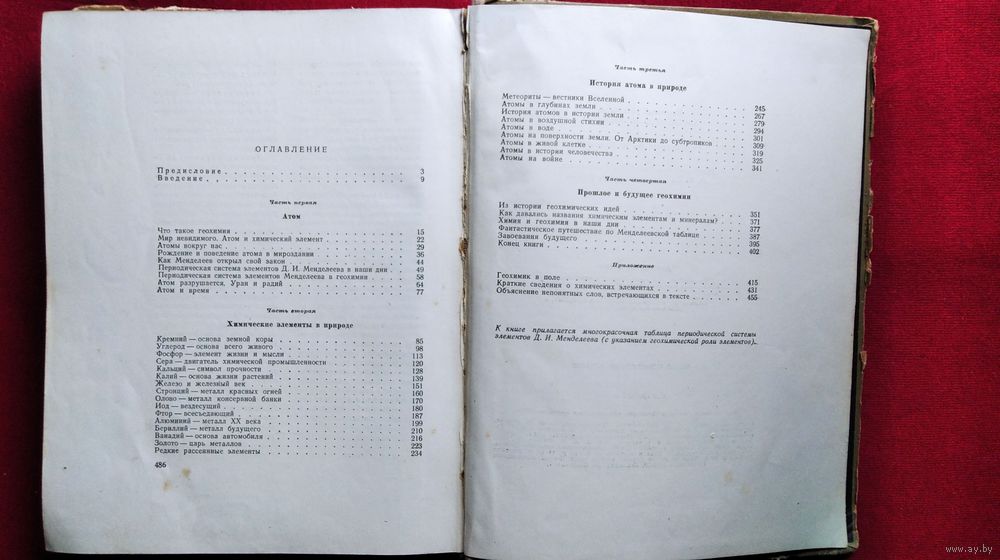 ОГЛАВЛЕНИЕ
Предисловие 3
Введение 9
Часть первая
Атом
Что такое геохимия 15
Мир невидимого. Атом и химический элемент 22
Атомы вокруг нас 29
Рождение и поведение атома в мироздании 36
Как Менделеев открыл свой закон 44
Периодическая система элементов Д. И. Менделеева в наши дни 49
Периодическая система элементов Менделеева в геохимии 58
Атом разрушается. Уран и радий 64
Атом и время 77
Часть вторая
Химические элементы в природе
Кремний — основа земной коры 85
Углерод — основа всего живого 98
Фосфор — элемент жизни и мысли 113
Сера — двигатель химической промышленности 120
Кальций — символ прочности 128
Калий — основа жизни растений 139
Железо и железный век 151
Стронций — металл красных огней 160
Олово — металл консервной банки 170
Иод — вездесущий 180
Фтор — всесъедающий 187
Алюминий — металл XX века 199
Бериллий — металл будущего 210
Ванадий — основа автомобиля 216
Золото — царь металлов 223
Редкие рассеянные элементы 234
486
Часть третья
История атома в природе
Метеориты — вестники Вселенной 245
Атомы в глубинах земли 267
История атомов в истории земли 279
Атомы в воздушной стихии 294
Атомы в воде 301
Атомы на поверхности земли. От Арктики до субтропиков 309
Атомы в живой клетке 319
Атомы в истории человечества 325
Атомы на войне 341
Часть четвертая
Прошлое и будущее геохимии
Из истории геохимических идей 351
Как давались названия химическим элементам и минералам? 371
Химия и геохимия в наши дни 377
Фантастическое путешествие по Менделеевской таблице 387
Завоевания будущего 395
Конец книги 402
Приложение
Геохимик в поле 415
Краткие сведения о химических элементах 431
Объяснение непонятных слов, встречающихся в тексте 455
К книге прилагается многокрасочная таблица периодической системы
элементов Д. И. Менделеева (с указанием геохимической роли элементов).
www.ay.by